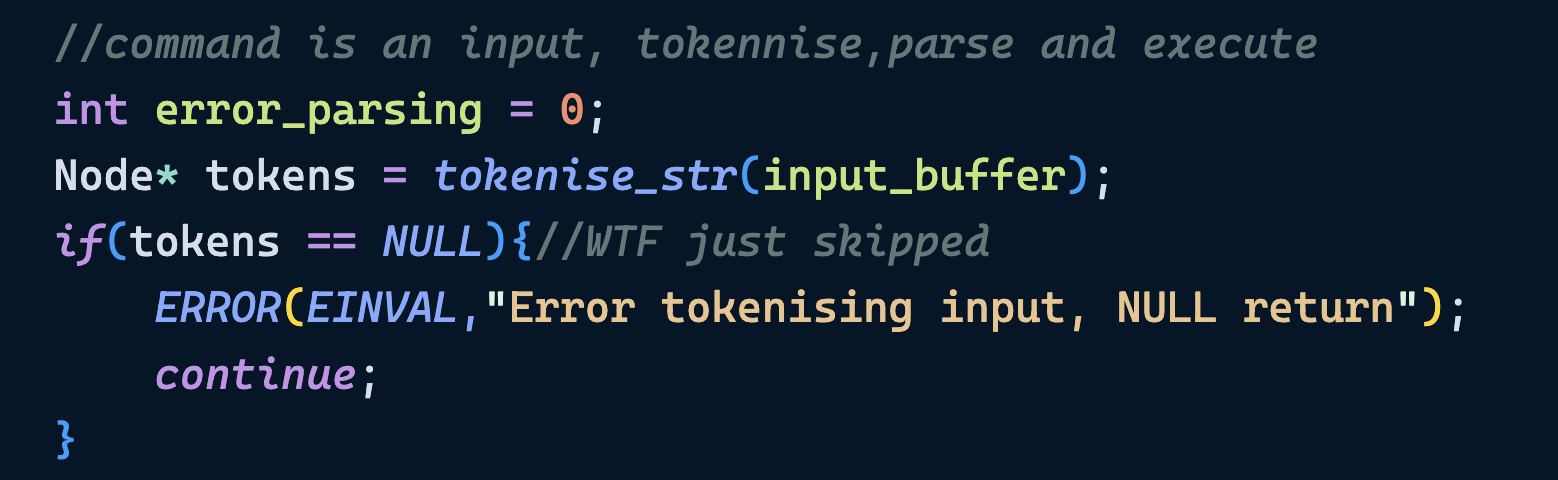 //command is an input, tokennise,parse and execute
int error_parsing = 0;
Node* tokens = tokenise_str(input_buffer);
if(tokens == NULL){//WTF just skipped
    ERROR(EINVAL,"Error tokenising input, NULL return");
    continue;
}